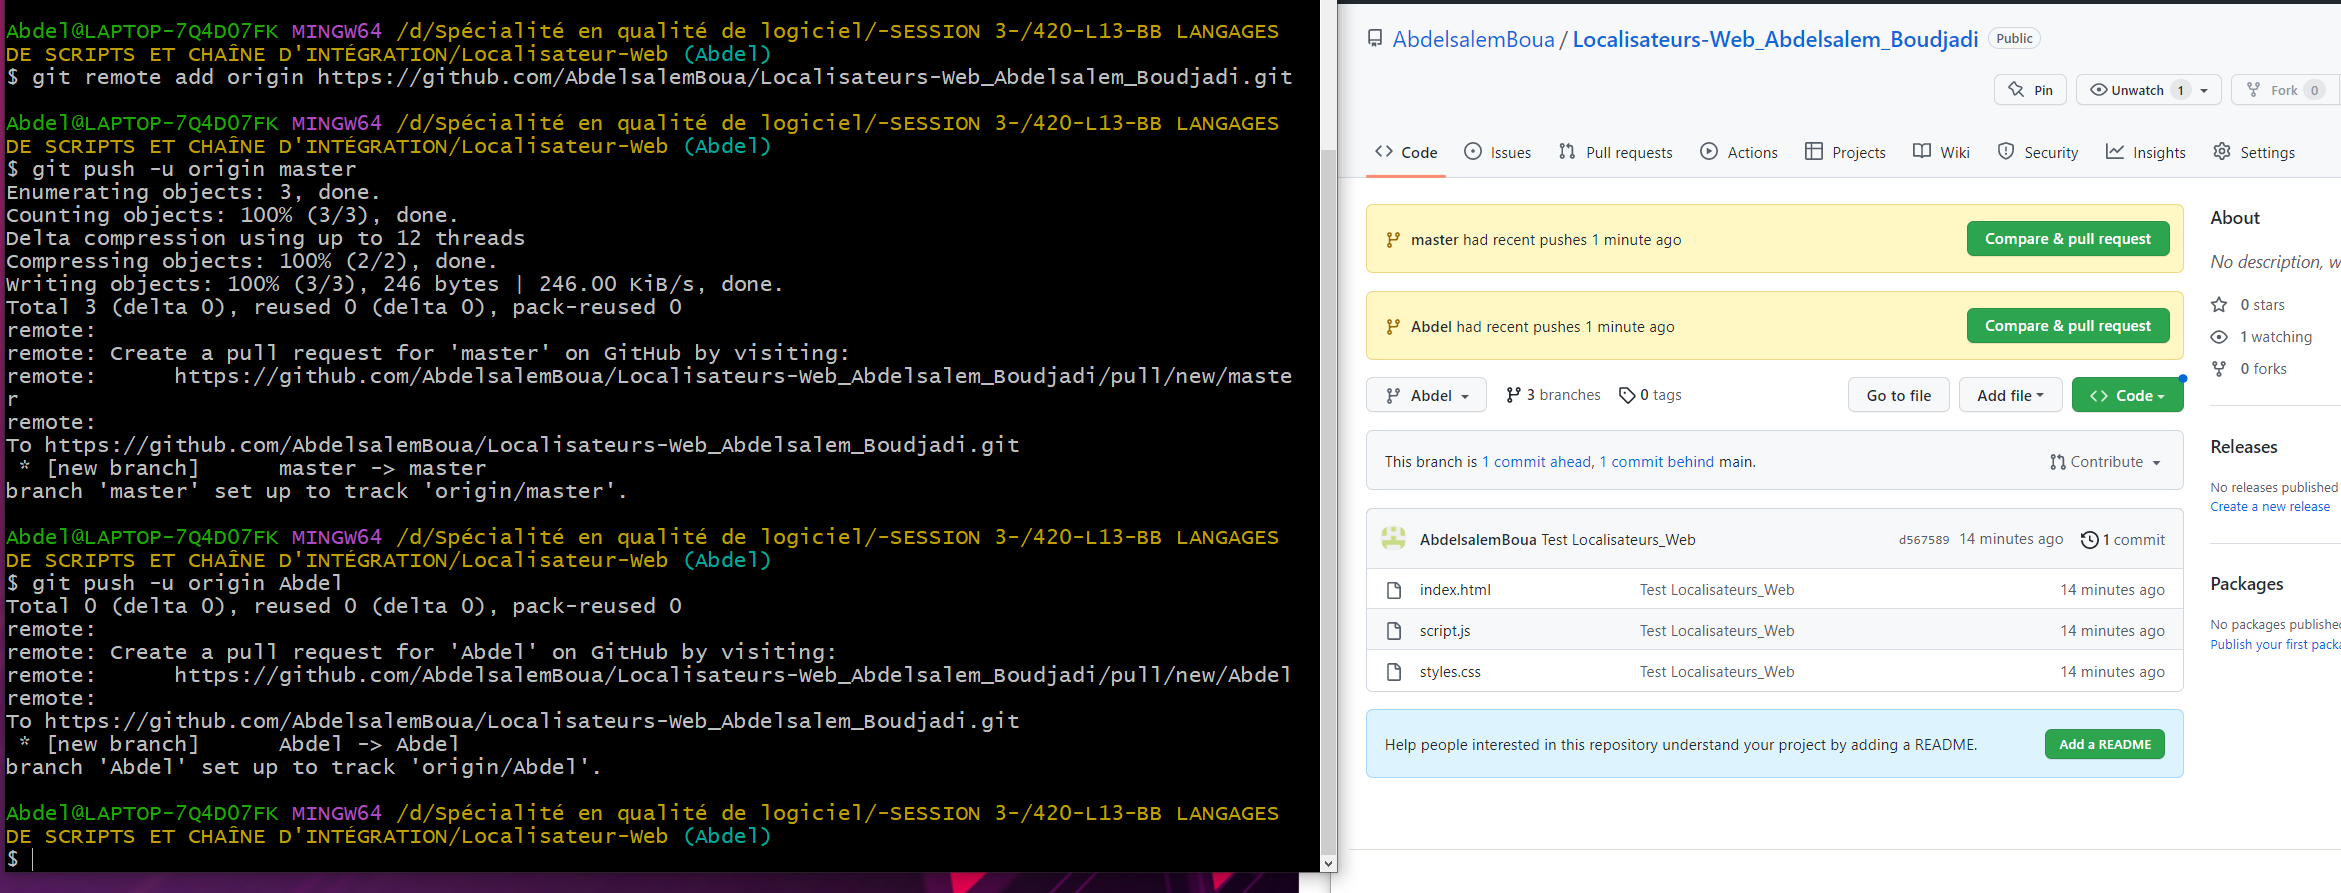 Abdel@LAPTOP-7Q4D07FK MINGW64 /d/Spécialité en qualité de logiciel/-SESSION 3-/420-L13-BB LANGAGES
DE SCRIPTS ET CHAÎNE D'INTÉGRATION/Localisateur-Web (Abdel)
$ git remote add origin https://github.com/AbdelsalemBoua/Localisateurs-Web_Abdelsalem_Boudjadi.git
Abdel@LAPTOP-7Q4D07FK MINGW64 /d/Spécialité en qualité de logiciel/-SESSION 3-/420-L13-BB LANGAGES
DE SCRIPTS ET CHAÎNE D'INTÉGRATION/Localisateur-Web (Abdel)
$ git push -u origin master
Enumerating objects: 3, done.
Counting objects: 100% (3/3), done.
Delta compression using up to 12 threads
Compressing objects: 100% (2/2), done.
Writing objects: 100% (3/3), 246 bytes | 246.00 KiB/s, done.
Total 3 (delta 0), reused 0 (delta 0), pack-reused 0
remote:
remote: Create a pull request for 'master' on GitHub by visiting:
remote:      https://github.com/AbdelsalemBoua/Localisateurs-Web_Abdelsalem_Boudjadi/pull/new/maste
r
remote:
To https://github.com/AbdelsalemBoua/Localisateurs-Web_Abdelsalem_Boudjadi.git
 * [new branch]      master -> master
branch 'master' set up to track 'origin/master'.
Abdel@LAPTOP-7Q4D07FK MINGW64 /d/Spécialité en qualité de logiciel/-SESSION 3-/420-L13-BB LANGAGES
DE SCRIPTS ET CHAÎNE D'INTÉGRATION/Localisateur-Web (Abdel)
$ git push -u origin Abdel
Total 0 (delta 0), reused 0 (delta 0), pack-reused 0
remote:
remote: Create a pull request for 'Abdel' on GitHub by visiting:
remote:      https://github.com/AbdelsalemBoua/Localisateurs-Web_Abdelsalem_Boudjadi/pull/new/Abdel
remote:
To https://github.com/AbdelsalemBoua/Localisateurs-Web_Abdelsalem_Boudjadi.git
 * [new branch]      Abdel -> Abdel
branch 'Abdel' set up to track 'origin/Abdel'.
Abdel@LAPTOP-7Q4D07FK MINGW64 /d/Spécialité en qualité de logiciel/-SESSION 3-/420-L13-BB LANGAGES
DE SCRIPTS ET CHAÎNE D'INTÉGRATION/Localisateur-Web (Abdel)
$
AbdelsalemBoua / Localisateurs-Web_Abdelsalem_Boudjadi Public
Pin Unwatch 1 Fork 0
<> Code Issues Pull requests Actions Projects Wiki Security Insights Settings
master had recent pushes 1 minute ago Compare & pull request
Abdel had recent pushes 1 minute ago Compare & pull request
Abdel 3 branches 0 tags Go to file Add file <> Code
This branch is 1 commit ahead, 1 commit behind main. Contribute
AbdelsalemBoua Test Localisateurs_Web d567589 14 minutes ago 1 commit
index.html Test Localisateurs_Web 14 minutes ago
script.js Test Localisateurs_Web 14 minutes ago
styles.css Test Localisateurs_Web 14 minutes ago
Help people interested in this repository understand your project by adding a README. Add a README
About
No description, w
0 stars
1 watching
0 forks
Releases
No releases published
Create a new release
Packages
No packages published
Publish your first packa